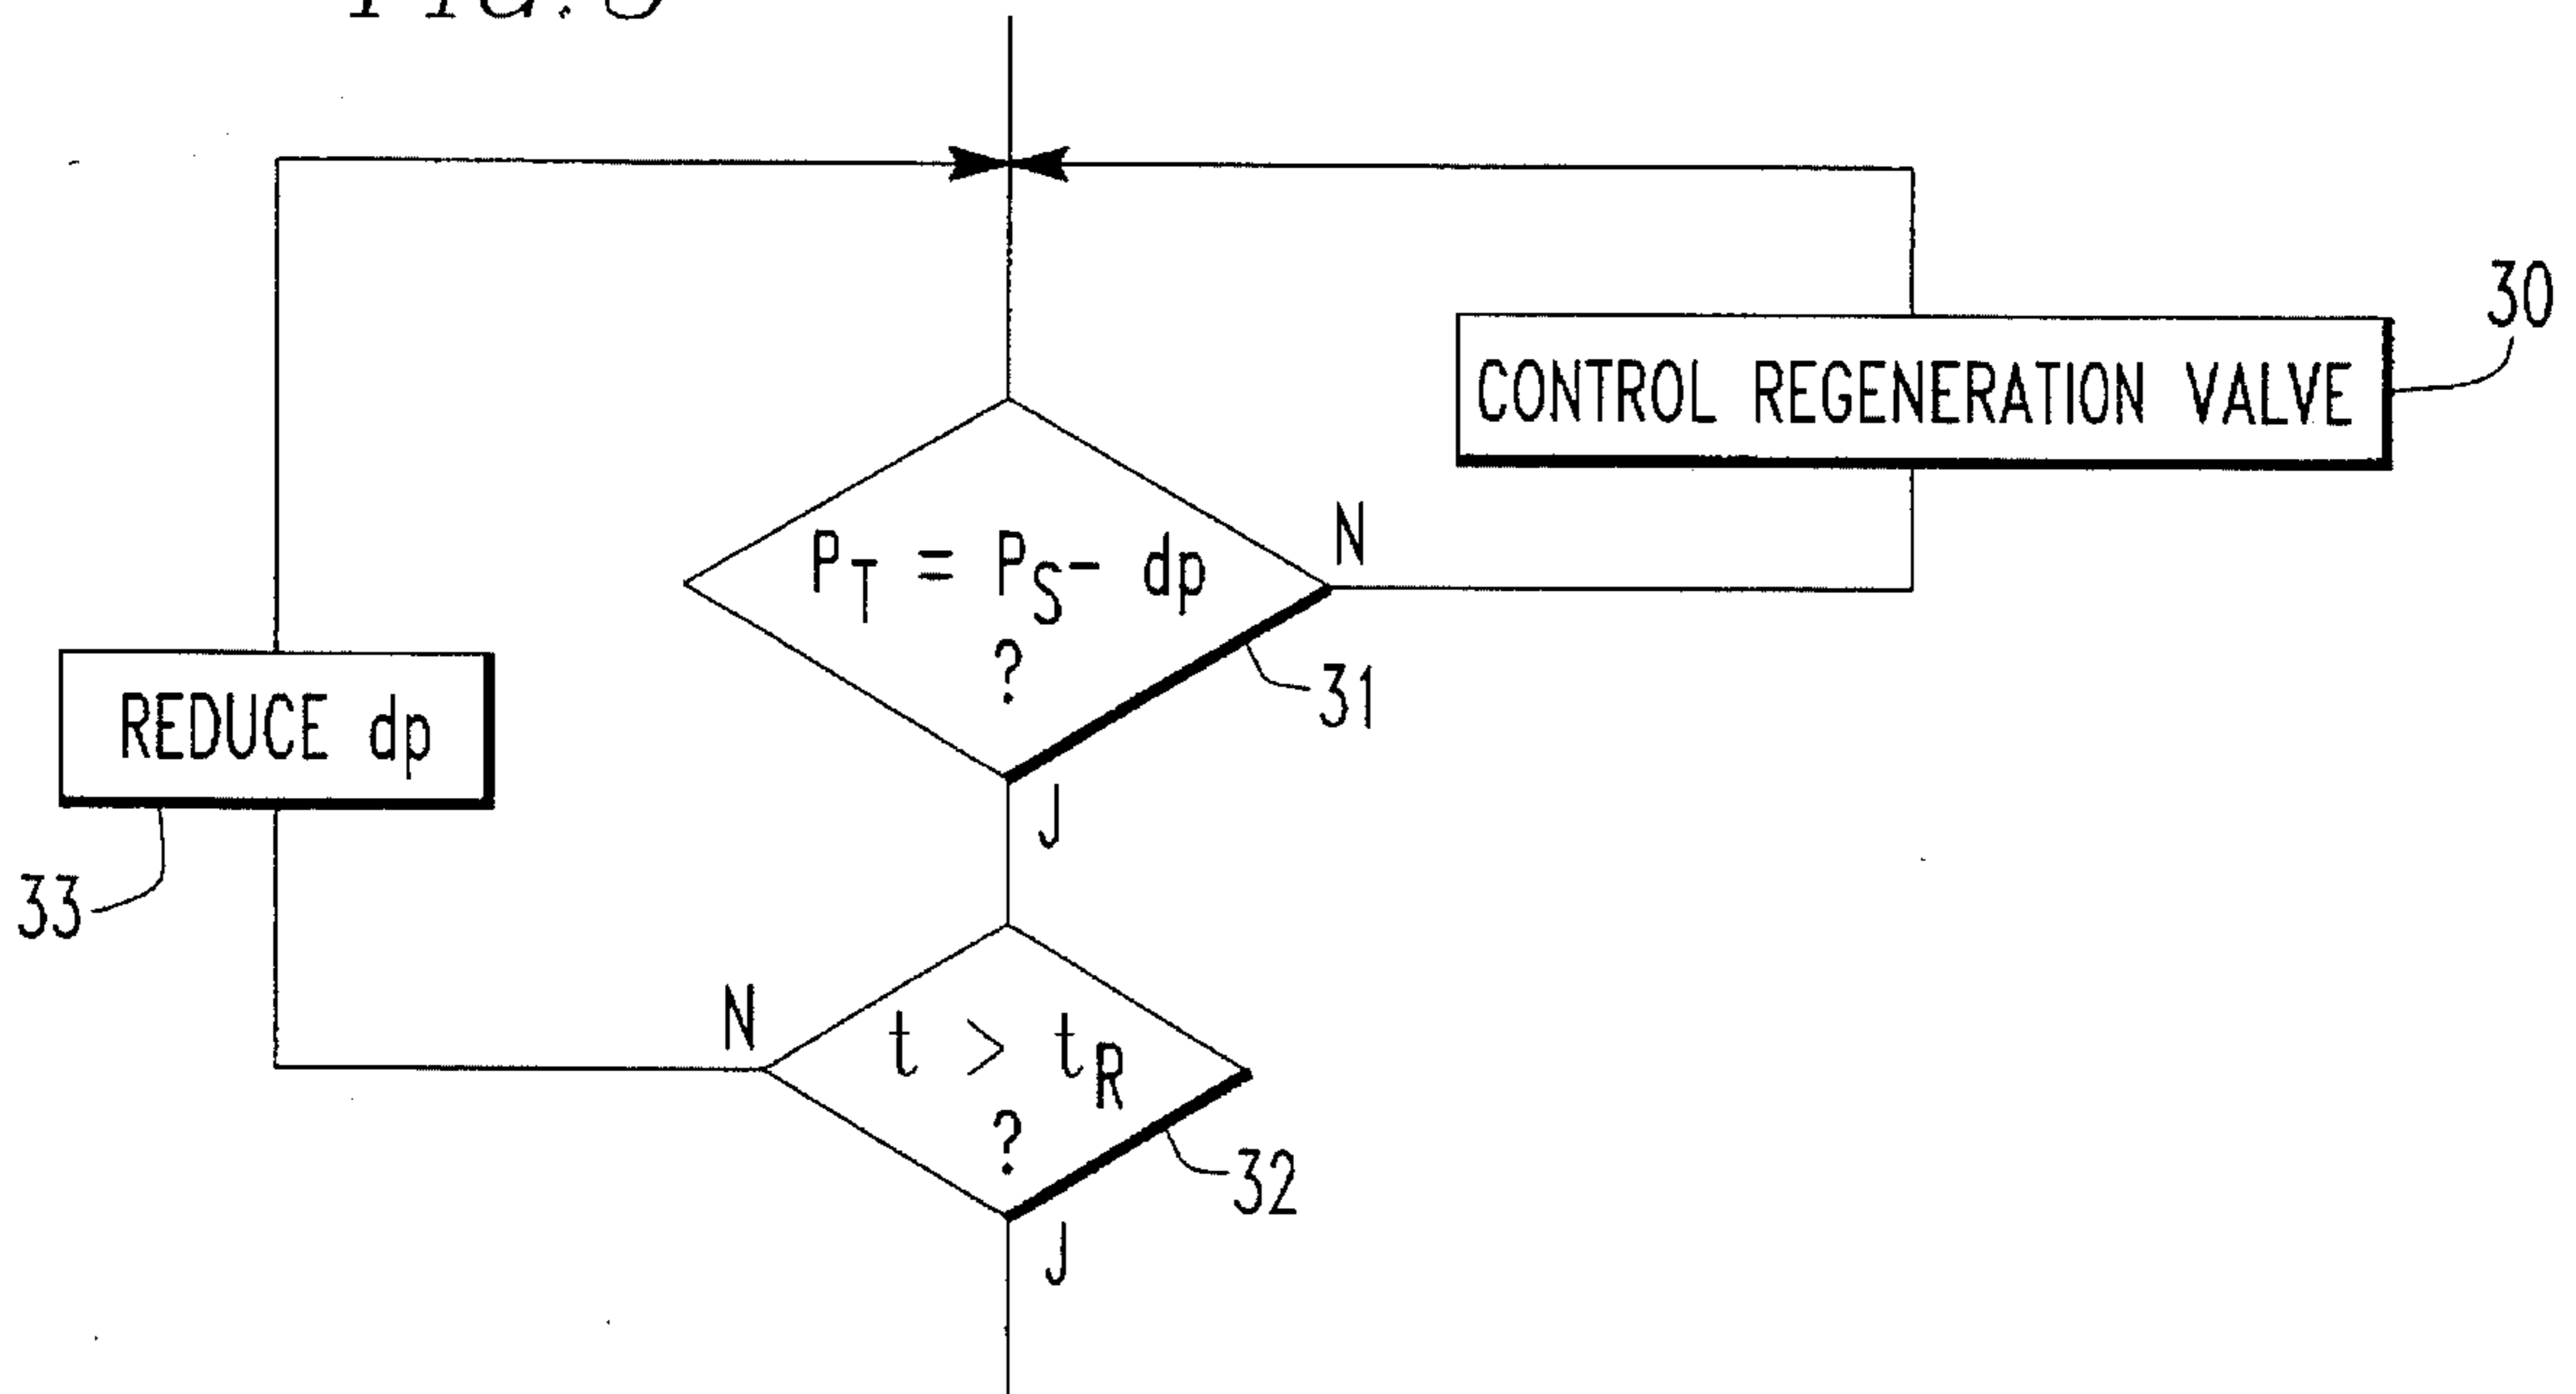 30
CONTROL REGENERATION VALVE
N
P_T = P_S - dp
?
31
REDUCE dp
J
33
N
t > t_R
?
32
J